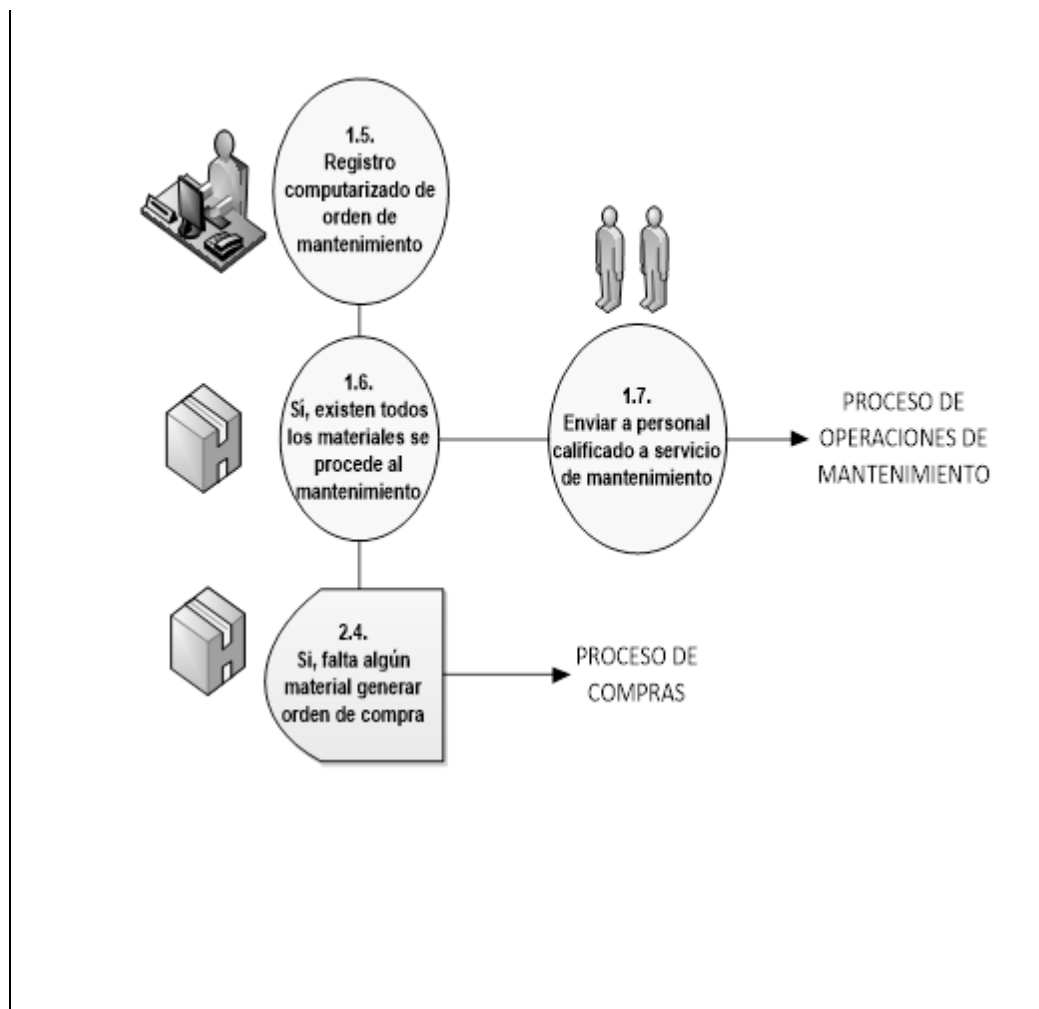 1.5.
Registro
computarizado de
orden de
mantenimiento
1.6.
Sí, existen todos
los materiales se
procede al
mantenimiento
1.7.
Enviar a personal
calificado a servicio
de mantenimiento
PROCESO DE
OPERACIONES DE
MANTENIMIENTO
2.4.
Si, falta algún
material generar
orden de compra
PROCESO DE
COMPRAS